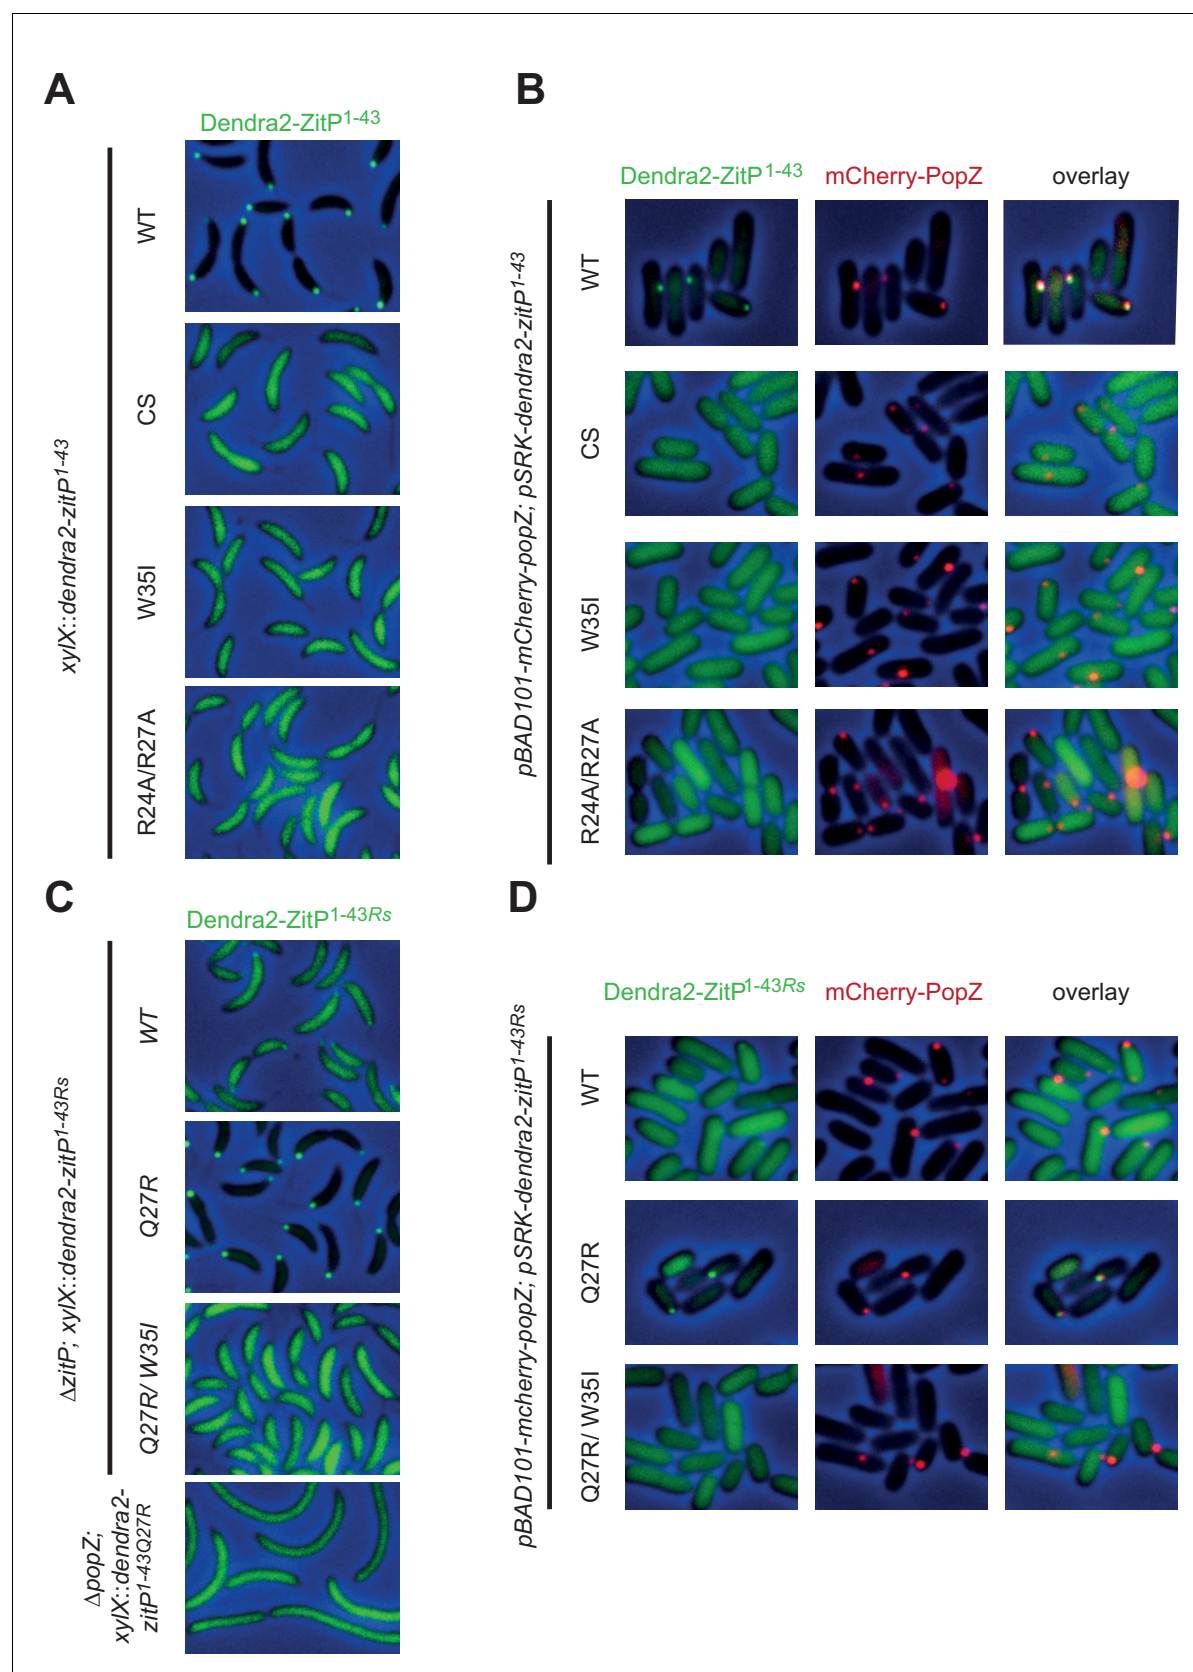 A
Dendra2-ZitP1-43
xylX::dendra2-zitP1-43
WT
CS
W35I
R24A/R27A
B
Dendra2-ZitP1-43
mCherry-PopZ
overlay
pBAD101-mCherry-popZ; pSRK-dendra2-zitP1-43
WT
CS
W35I
R24A/R27A
C
Dendra2-ZitP1-43Rs
ΔzitP; xylX::dendra2-zitP1-43Rs
WT
Q27R
Q27R/ W35I
ΔpopZ;
xylX::dendra2-
zitP1-43Q27R
D
Dendra2-ZitP1-43Rs
mCherry-PopZ
overlay
pBAD101-mcherry-popZ; pSRK-dendra2-zitP1-43Rs
WT
Q27R
Q27R/ W35I